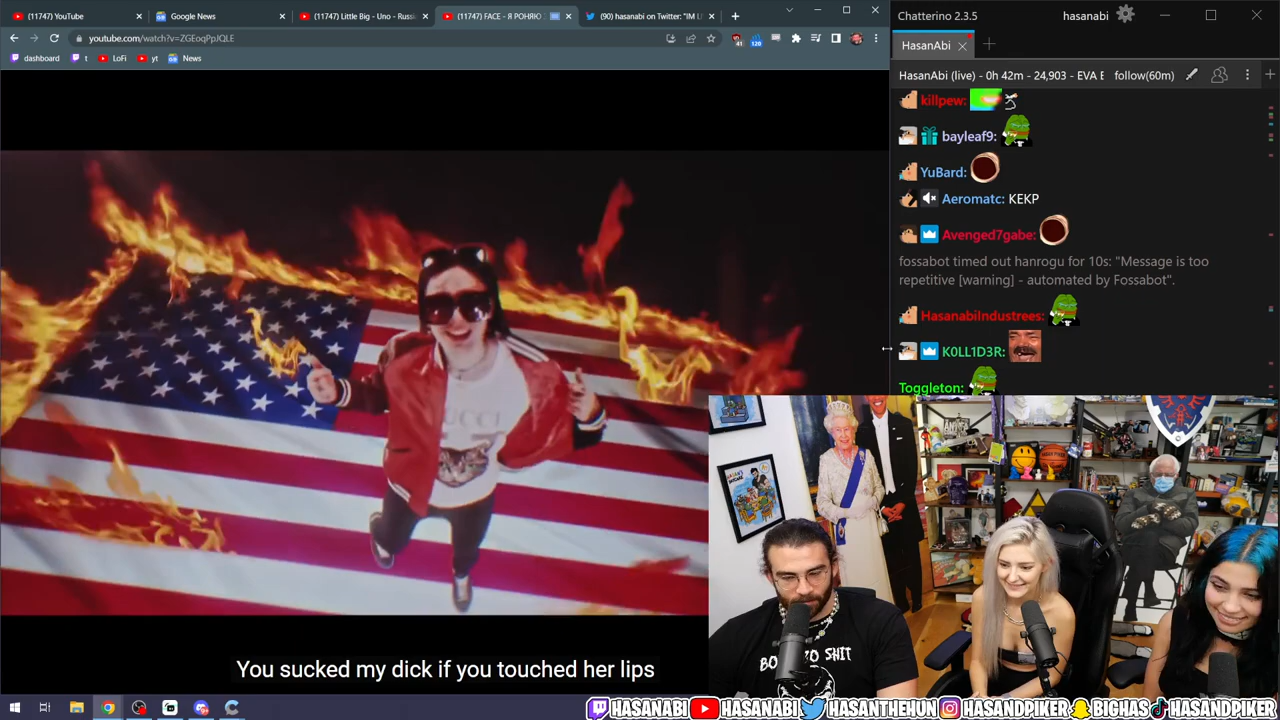 (11747) YouTube
Google News
(11747) Little Big - Uno - Russi
(11747) FACE - Я РОНЯЮ
(90) hasanabi on Twitter: "IM L
youtube.com/watch?v=ZGEoqPpJQLE
41
120
dashboard
t
LoFi
yt
News
Chatterino 2.3.5
hasanabi
HasanAbi
HasanAbi (live) - 0h 42m - 24,903 - EVA E
follow(60m)
killpew:
bayleaf9:
YuBard:
Aeromatc: KEKP
Avenged7gabe:
fossabot timed out hanrogu for 10s: "Message is too
repetitive [warning] - automated by Fossabot".
HasanabiIndustrees:
K0LL1D3R:
Toggleton:
GUCCI
You sucked my dick if you touched her lips
HASANABI
HASANABI
HASANTHEHUN
HASANDPIKER
BIGHAS
HASANDPIKER